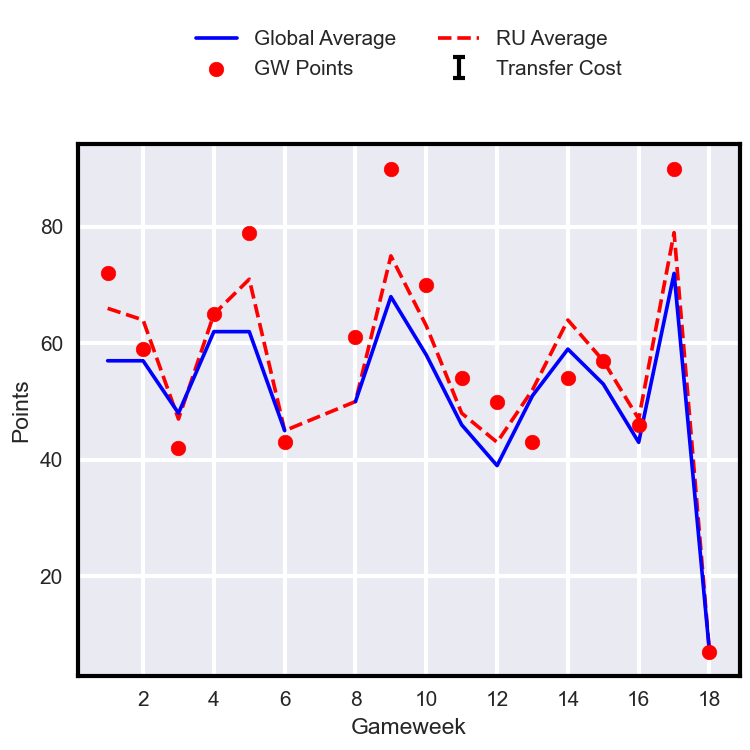 Global Average RU Average
GW Points Transfer Cost
80
60
40
20
Points
2 4 6 8 10 12 14 16 18
Gameweek